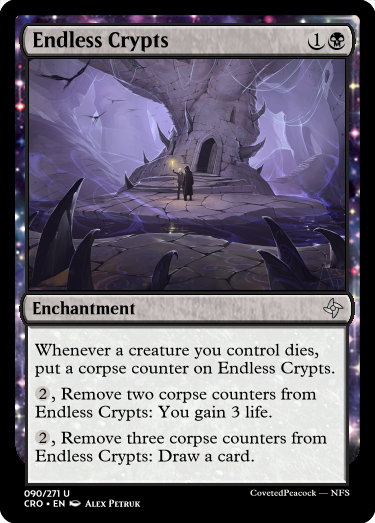 Endless Crypts 1
Enchantment
Whenever a creature you control dies,
put a corpse counter on Endless Crypts.
2, Remove two corpse counters from
Endless Crypts: You gain 3 life.
2, Remove three corpse counters from
Endless Crypts: Draw a card.
090/271 U
CRO • EN Alex Petruk CovetedPeacock — NFS